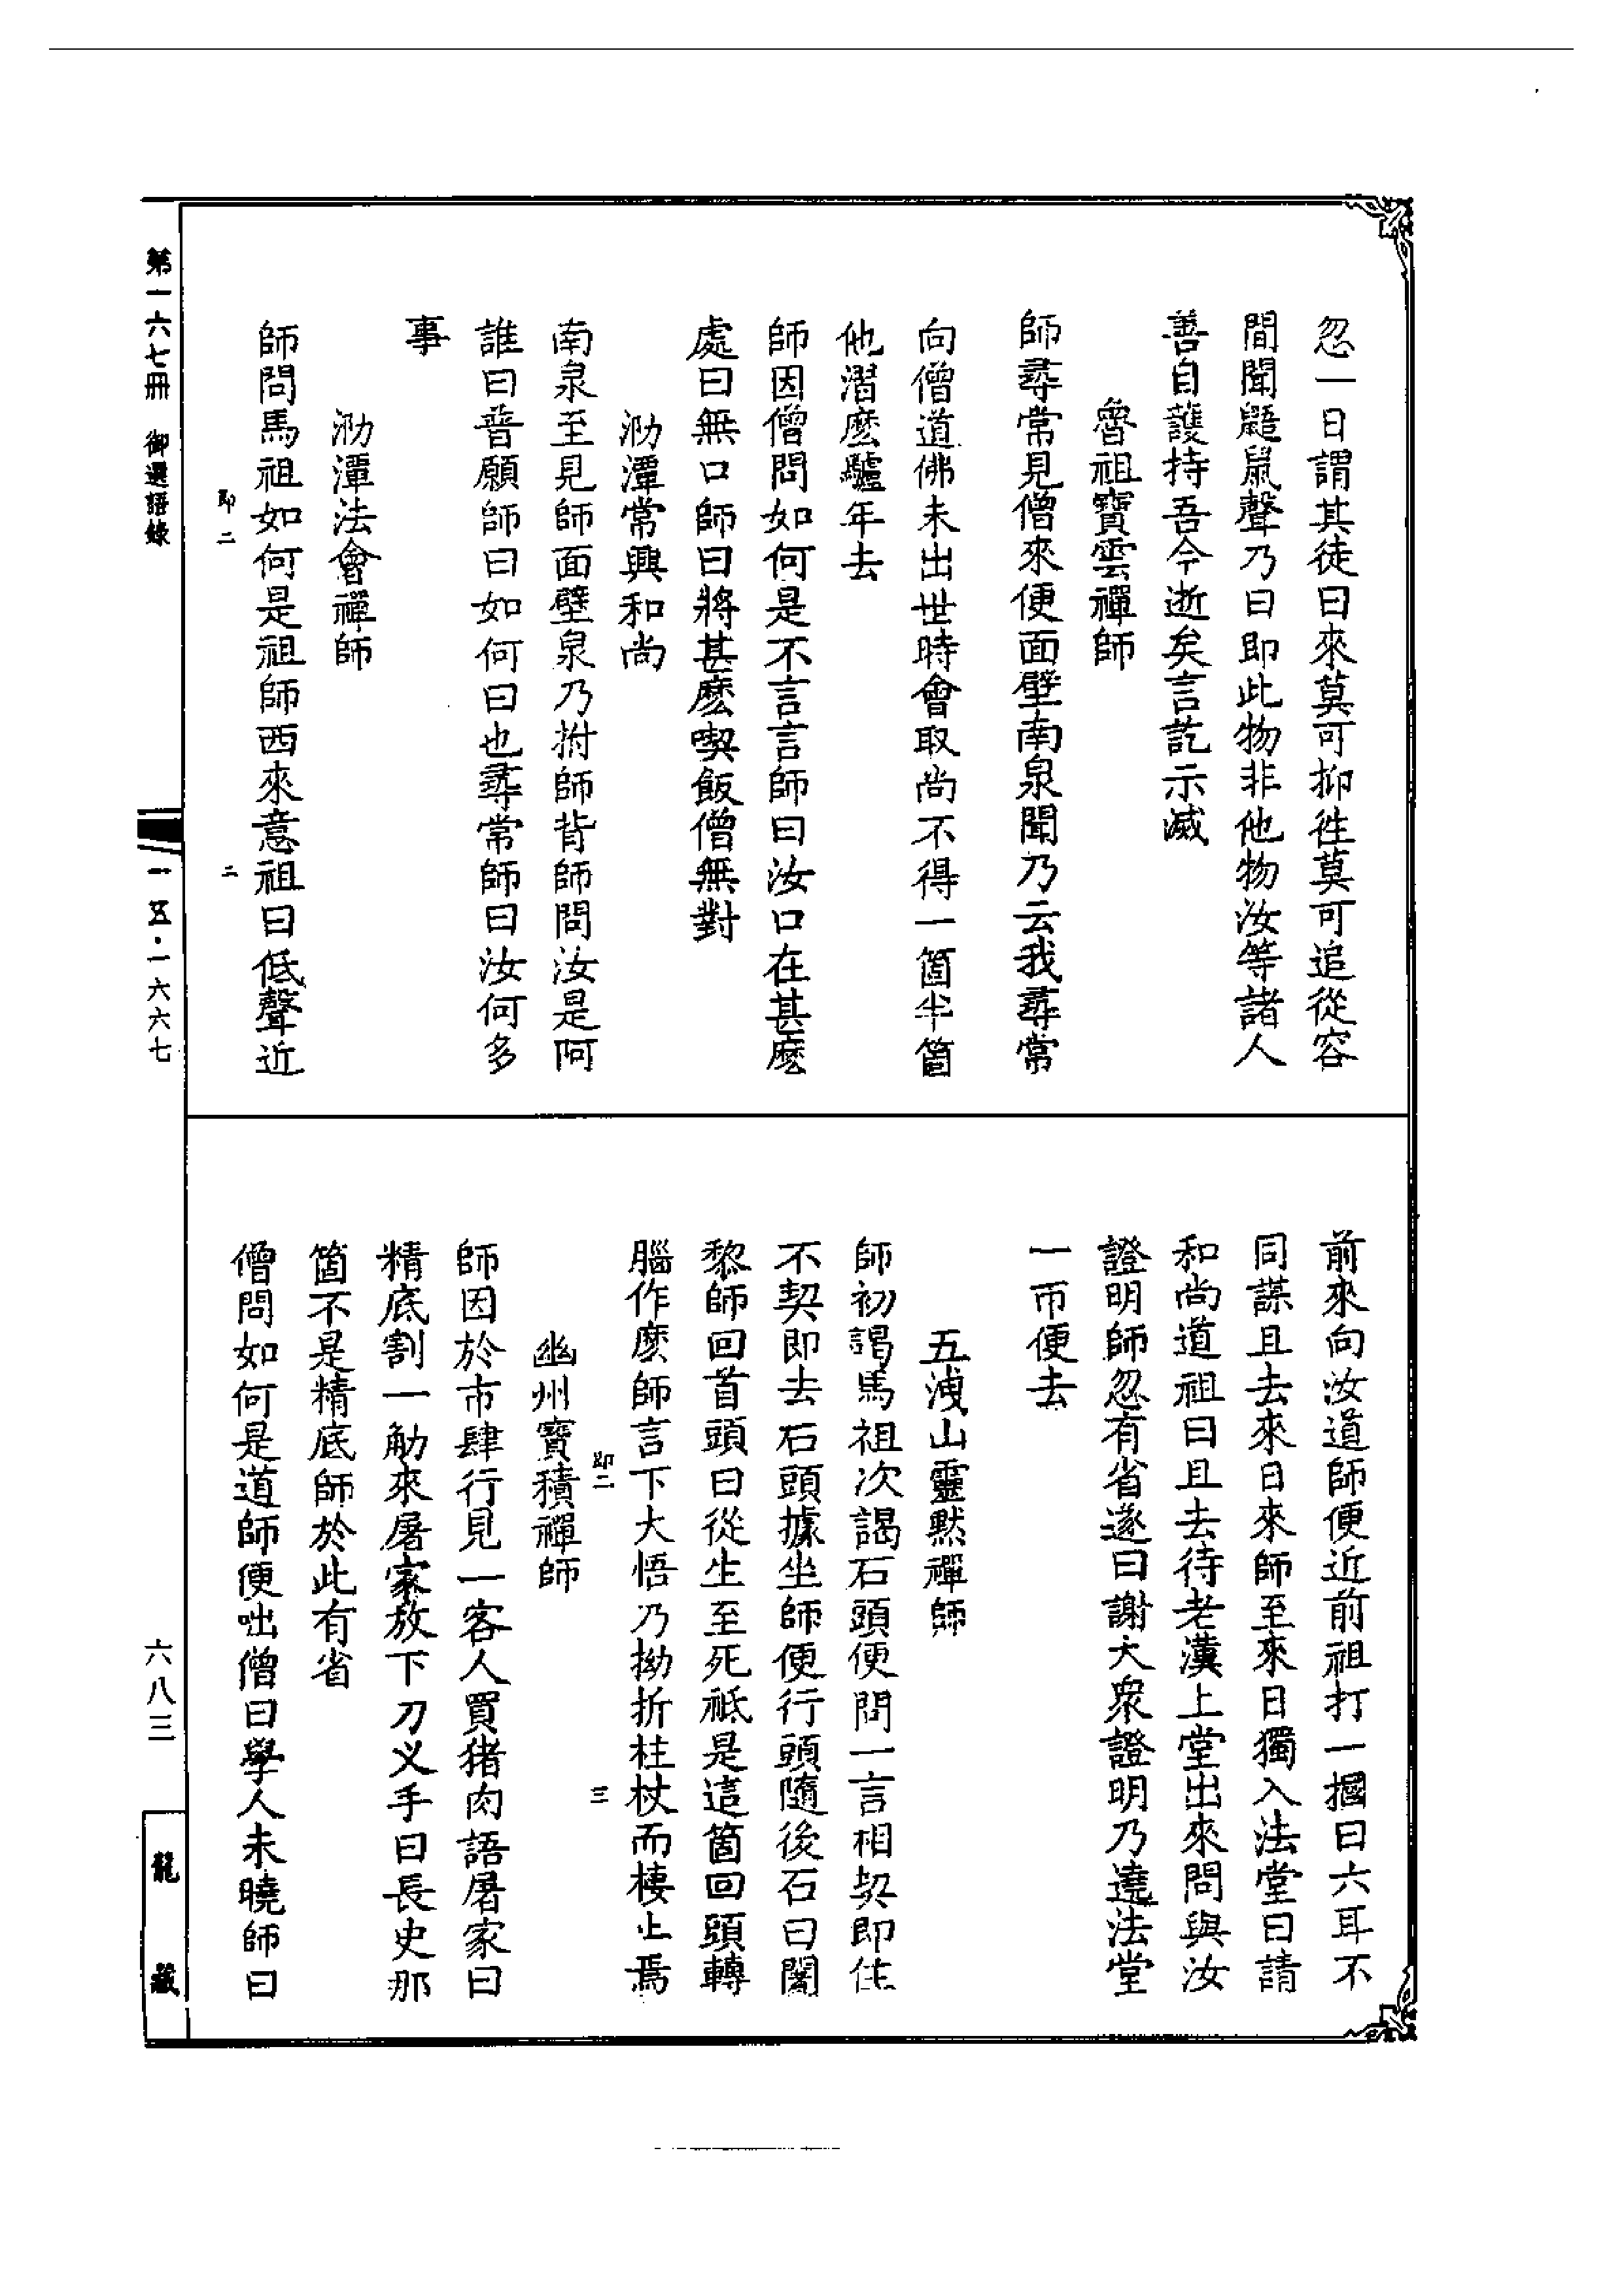 忽一日謂其徒曰來莫可抑徃莫可追從容
間聞鼯鼠聲乃曰即此物非他物汝等諸人
善自護持吾今逝矣言訖示滅
魯祖寶雲禪師
師尋常見僧來便面壁南泉聞乃云我尋常
向僧道佛未出世時會取尚不得一箇半箇
他潛麽驢年去
師因僧問如何是不言言師曰汝口在甚麽
處曰無口師曰將甚麽喫飯僧無對
泐潭常興和尚
南泉至見師面壁泉乃拊師背師問汝是阿
誰曰普願師曰如何曰也尋常師曰汝何多
事
泐潭法會禪師
師問馬祖如何是祖師西來意祖曰低聲近
即二
二
前來向汝道師便近前祖打一摑曰六耳不
同謀且去來日來師至來日獨入法堂曰請
和尚道祖曰且去待老漢上堂出來問與汝
證明師忽有省遂曰謝大衆證明乃遶法堂
一帀便去
五洩山靈默禪師
師初謁馬祖次謁石頭便問一言相契即住
不契即去石頭據坐師便行頭隨後石曰闍
黎師回首頭曰從生至死祇是這箇回頭轉
腦作麽師言下大悟乃拗折柱杖而棲止焉
即二
三
幽州寶積禪師
師因於市肆行見一客人買猪肉語屠家曰
精底割一觔來屠家放下刀义手曰長史那
箇不是精底師於此有省
僧問如何是道師便咄僧曰學人未曉師曰
第一六七冊
御選語錄
一五·一六六七
六八三
龍藏